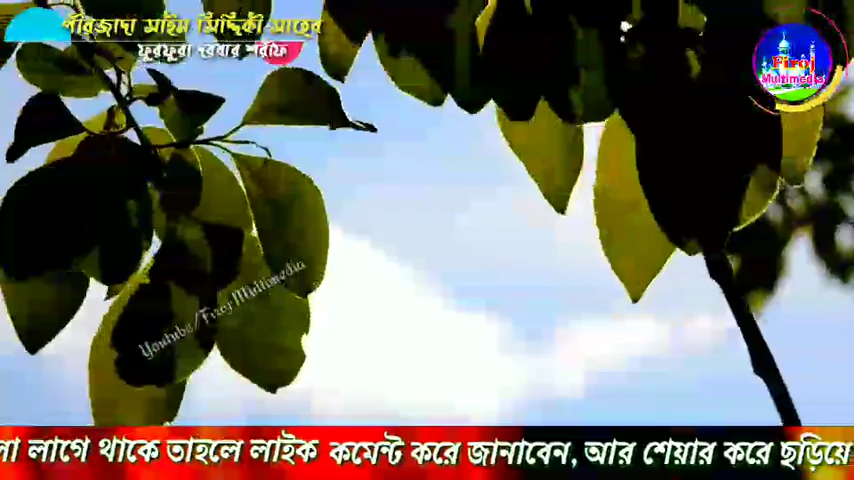 পীরজাদা সাইম সিদ্দিকী সাহেব
ফুরফুরা দরবার শরীফ
Firoj
Multimedia
Youtube/Firoj Multimedia
লাগে থাকে তাহলে লাইক কমেন্ট করে জানাবেন, আর শেয়ার করে ছড়িয়ে